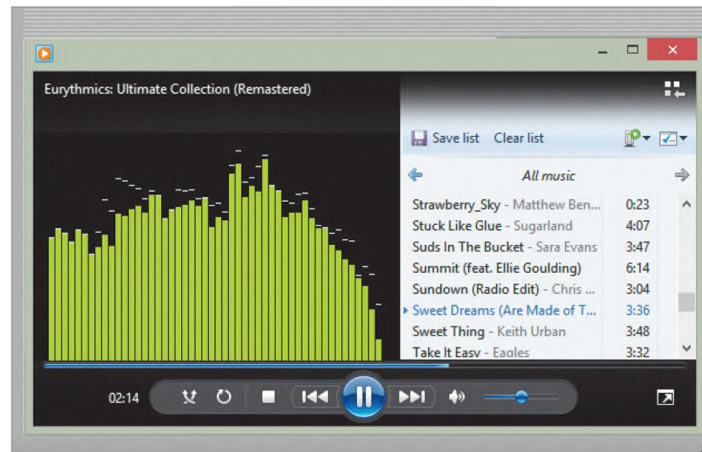 Eurythmics: Ultimate Collection (Remastered)
Save list Clear list
All music
Strawberry_Sky - Matthew Ben... 0:23
Stuck Like Glue - Sugarland 4:07
Suds In The Bucket - Sara Evans 3:47
Summit (feat. Ellie Goulding) 6:14
Sundown (Radio Edit) - Chris ... 3:04
Sweet Dreams (Are Made of T... 3:36
Sweet Thing - Keith Urban 3:48
Take It Easy - Eagles 3:32
02:14